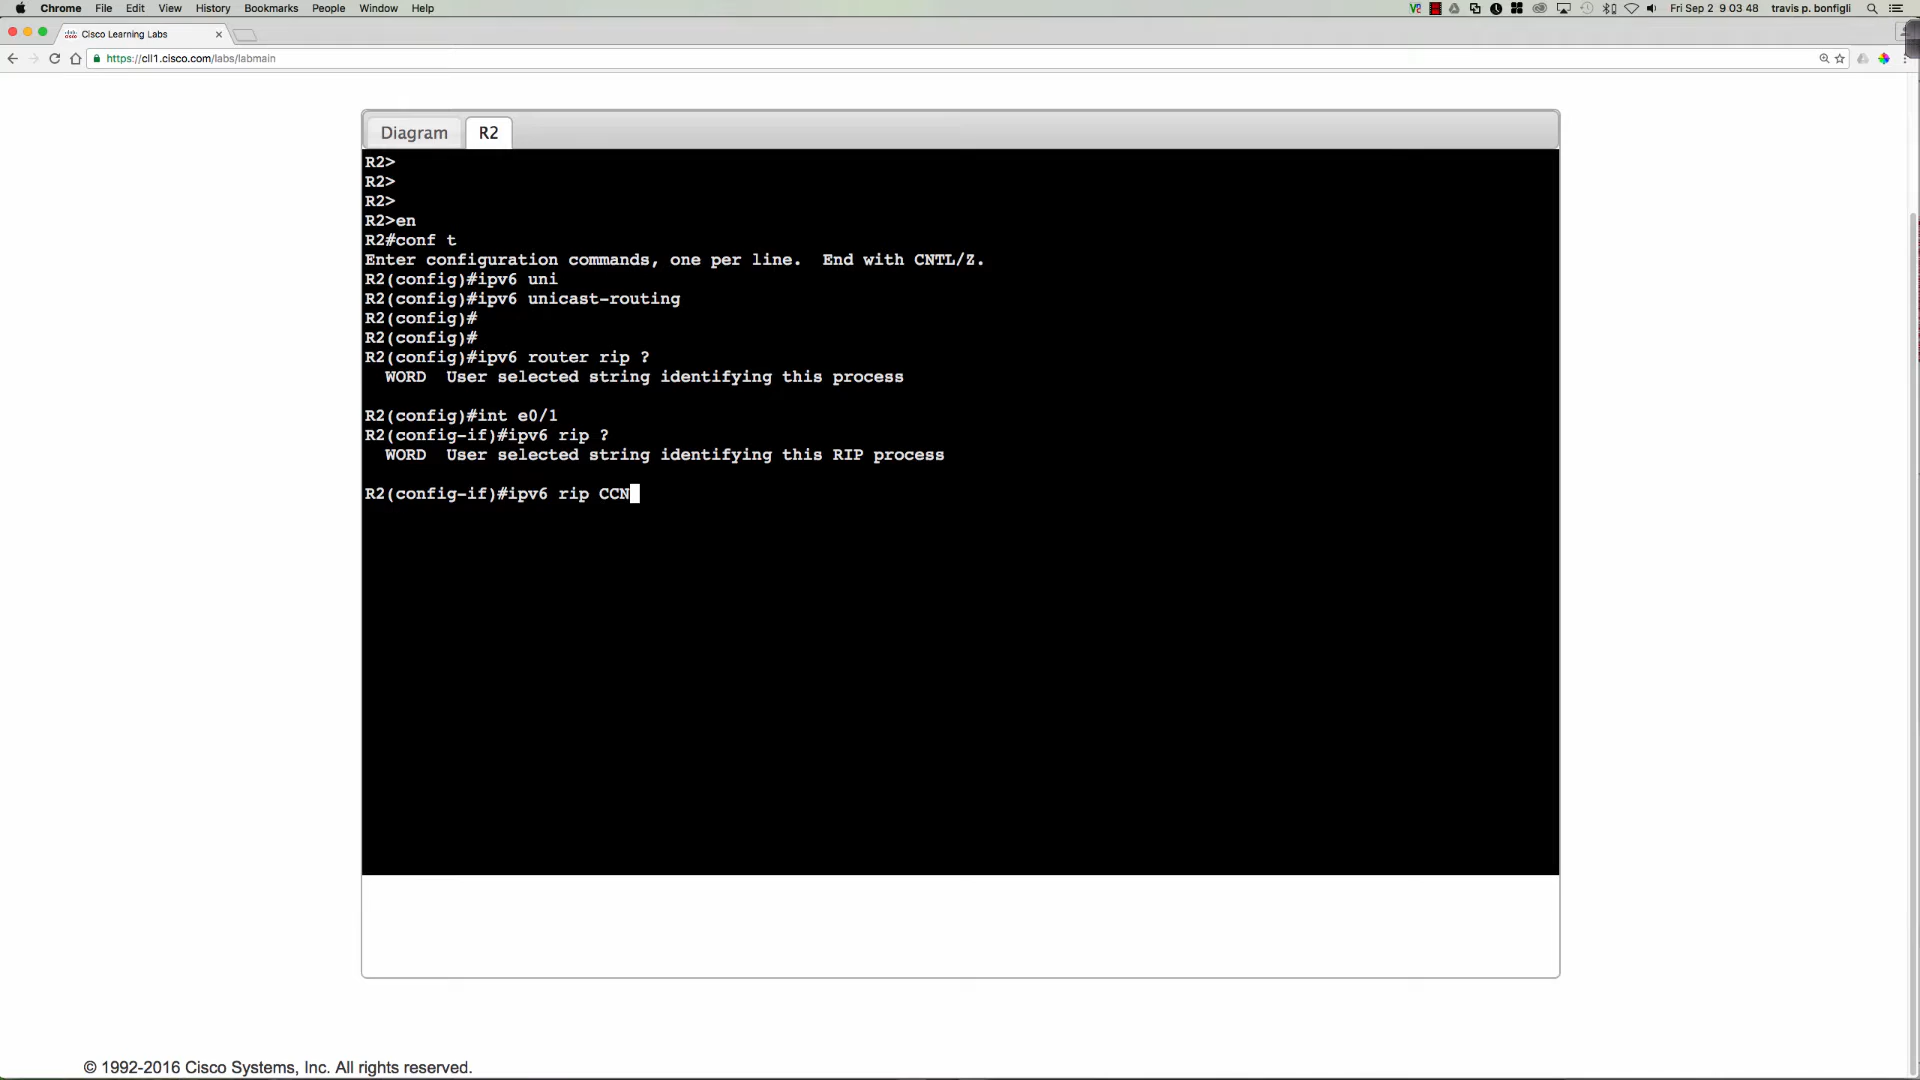 Chrome File Edit View History Bookmarks People Window Help
Fri Sep 2 9 03 48 travis p. bonfigli
Cisco Learning Labs
https://cll1.cisco.com/labs/labmain
Diagram R2
R2>
R2>
R2>
R2>en
R2#conf t
Enter configuration commands, one per line.  End with CNTL/Z.
R2(config)#ipv6 uni
R2(config)#ipv6 unicast-routing
R2(config)#
R2(config)#
R2(config)#ipv6 router rip ?
  WORD  User selected string identifying this process
R2(config)#int e0/1
R2(config-if)#ipv6 rip ?
  WORD  User selected string identifying this RIP process
R2(config-if)#ipv6 rip CCN
© 1992-2016 Cisco Systems, Inc. All rights reserved.